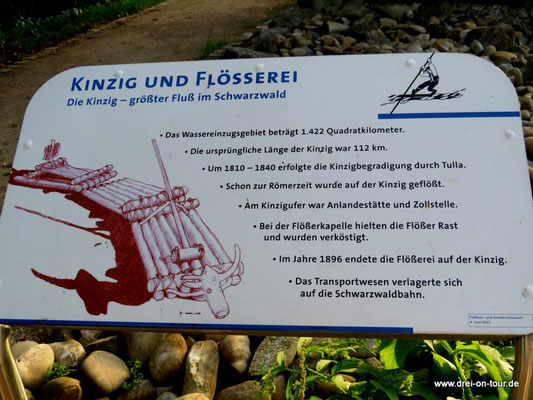 KINZIG UND FLÖSSEREI
Die Kinzig – größter Fluß im Schwarzwald
• Das Wassereinzugsgebiet beträgt 1.422 Quadratkilometer.
• Die ursprüngliche Länge der Kinzig war 112 km.
• Um 1810 – 1840 erfolgte die Kinzigbegradigung durch Tulla.
• Schon zur Römerzeit wurde auf der Kinzig geflößt.
• Am Kinzigufer war Anlandestätte und Zollstelle.
• Bei der Flößerkapelle hielten die Flößer Rast
und wurden verköstigt.
• Im Jahre 1896 endete die Flößerei auf der Kinzig.
• Das Transportwesen verlagerte sich
auf die Schwarzwaldbahn.
www.drei-on-tour.de